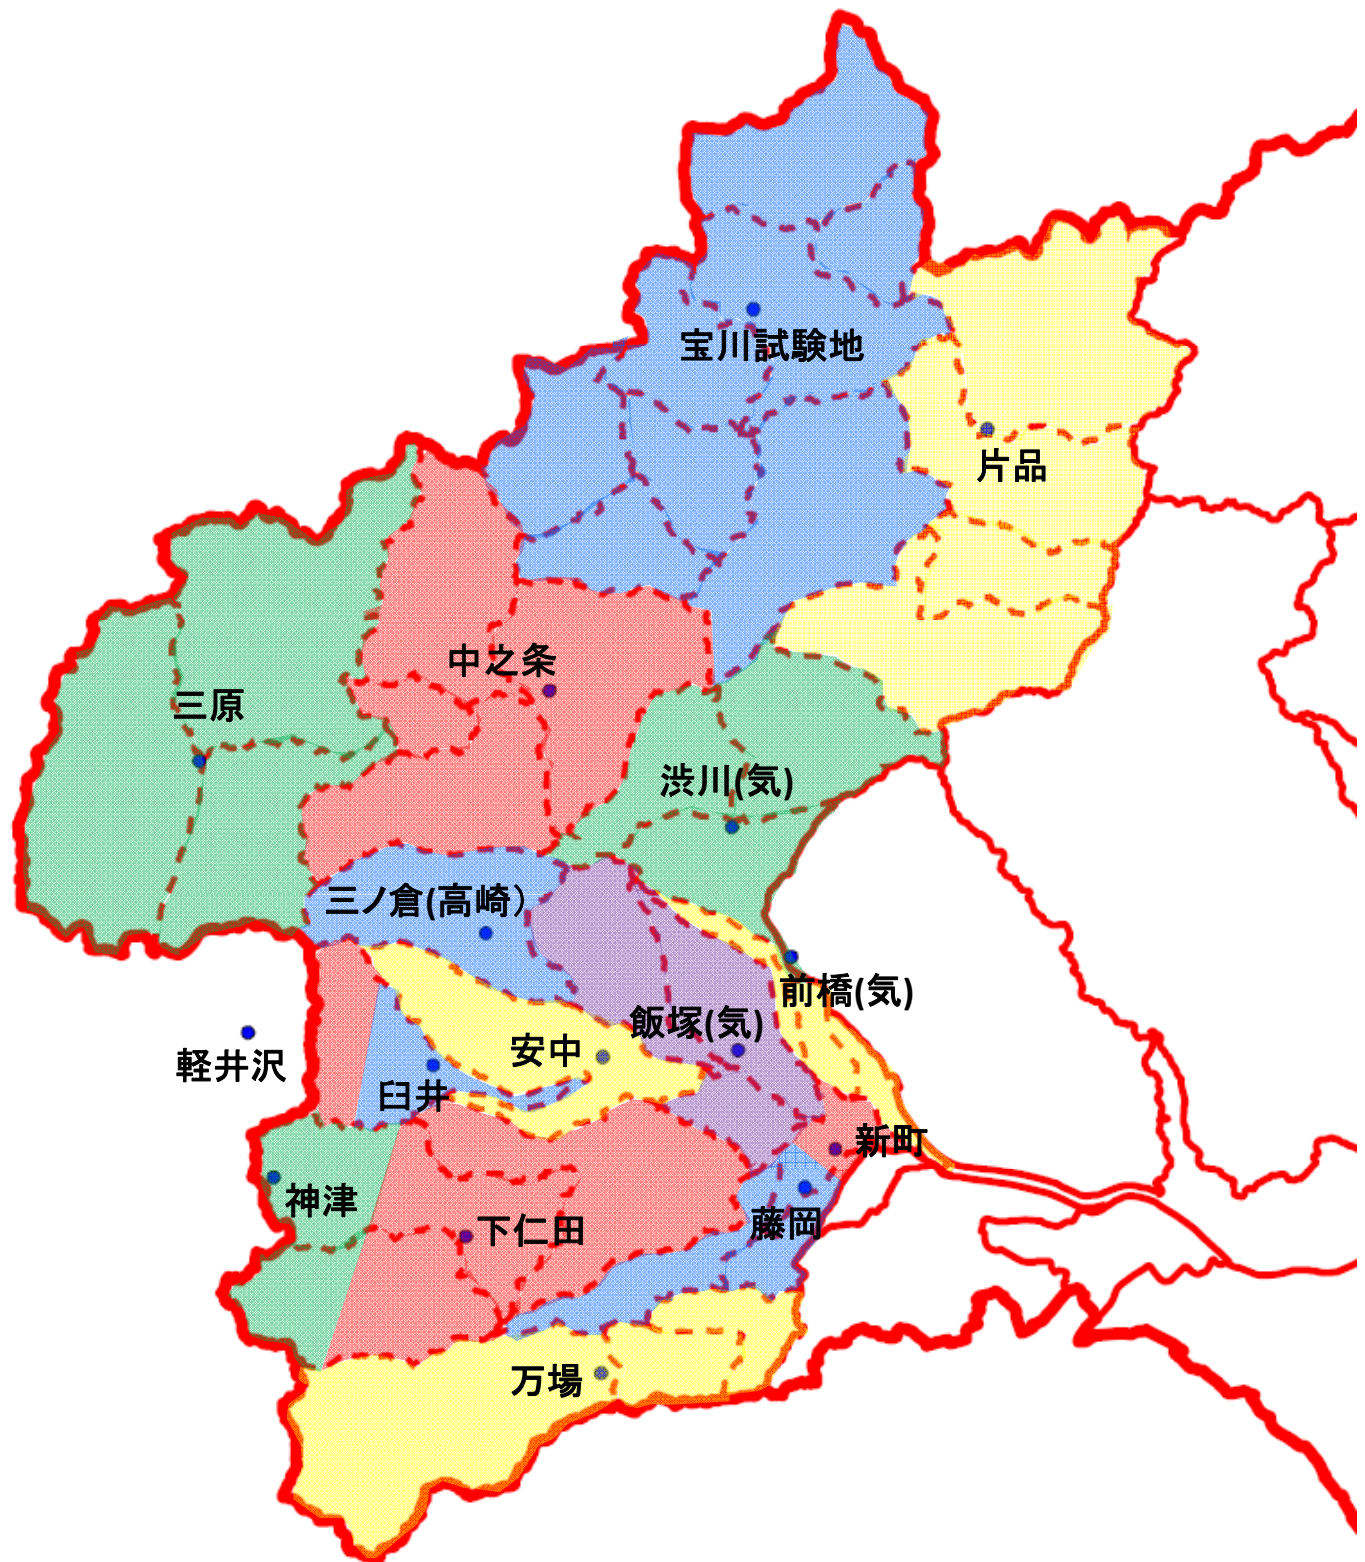 宝川試験地
片品
中之条
三原
渋川(気)
三ノ倉(高崎)
前橋(気)
飯塚(気)
安中
軽井沢
臼井
新町
神津
藤岡
下仁田
万場